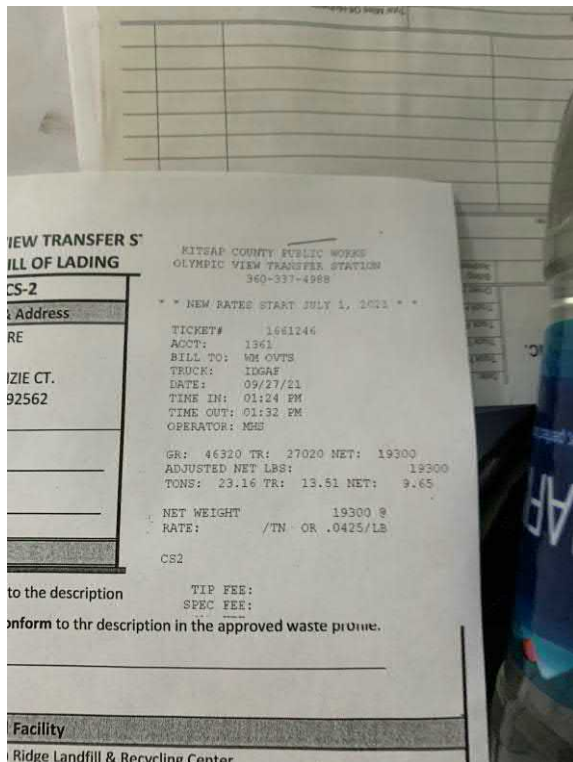 IEW TRANSFER S
ILL OF LADING
CS-2
& Address
RE
ZIE CT.
92562
KITSAP COUNTY PUBLIC WORKS
OLYMPIC VIEW TRANSFER STATION
360-337-4988
* * NEW RATES START JULY 1, 2021 * *
TICKET# 1661246
ACCT: 1361
BILL TO: WM OVTS
TRUCK: IDGAF
DATE: 09/27/21
TIME IN: 01:24 PM
TIME OUT: 01:32 PM
OPERATOR: MHS
GR: 46320 TR: 27020 NET: 19300
ADJUSTED NET LBS: 19300
TONS: 23.16 TR: 13.51 NET: 9.65
NET WEIGHT 19300 @
RATE: /TN OR .0425/LB
CS2
TIP FEE:
SPEC FEE:
to the description
onform to thr description in the approved waste profile.
Facility
Ridge Landfill & Recycling Center